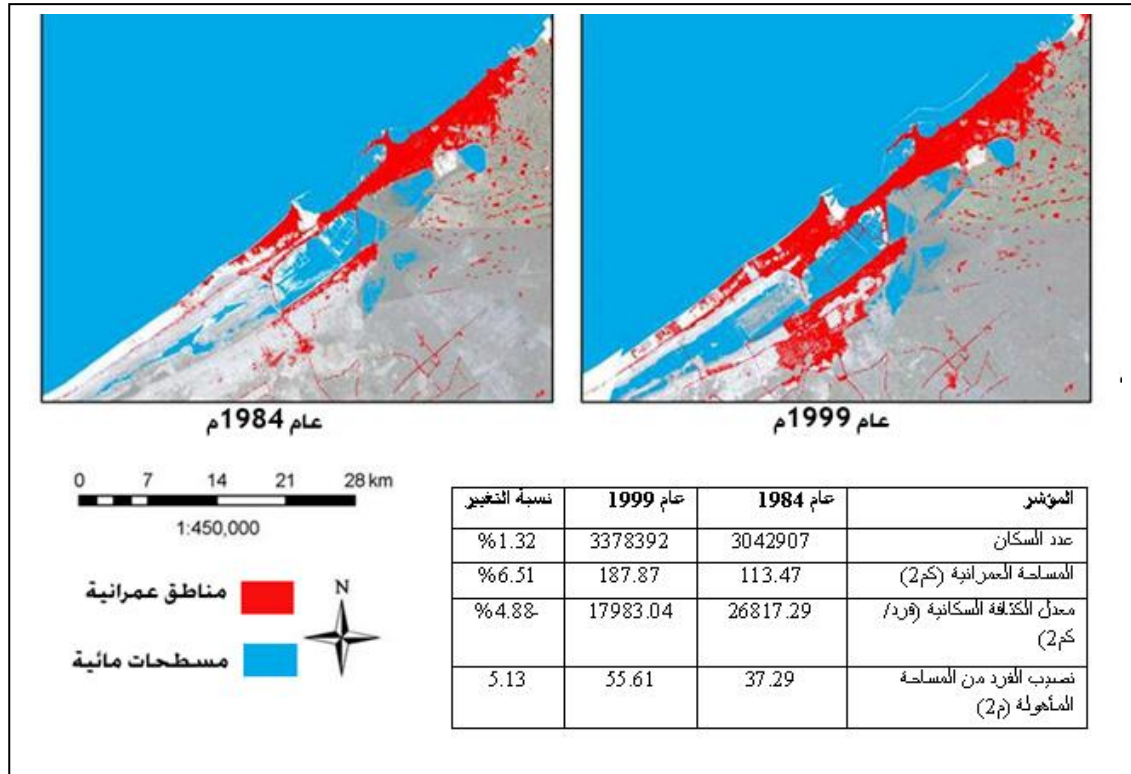 عام 1984م
عام 1999م
0 7 14 21 28 km
1:450,000
مناطق عمرانية
مسطحات مائية
N
المؤشر عام 1984 عام 1999 نسبة التغيير
عدد السكان 3042907 3378392 %1.32
المساحة العمرانية (كم2) 113.47 187.87 %6.51
معدل الكثافة السكانية (فرد/ 26817.29 17983.04 %4.88-
كم2)
نصيب الفرد من المساحة 37.29 55.61 5.13
المأهولة (م2)